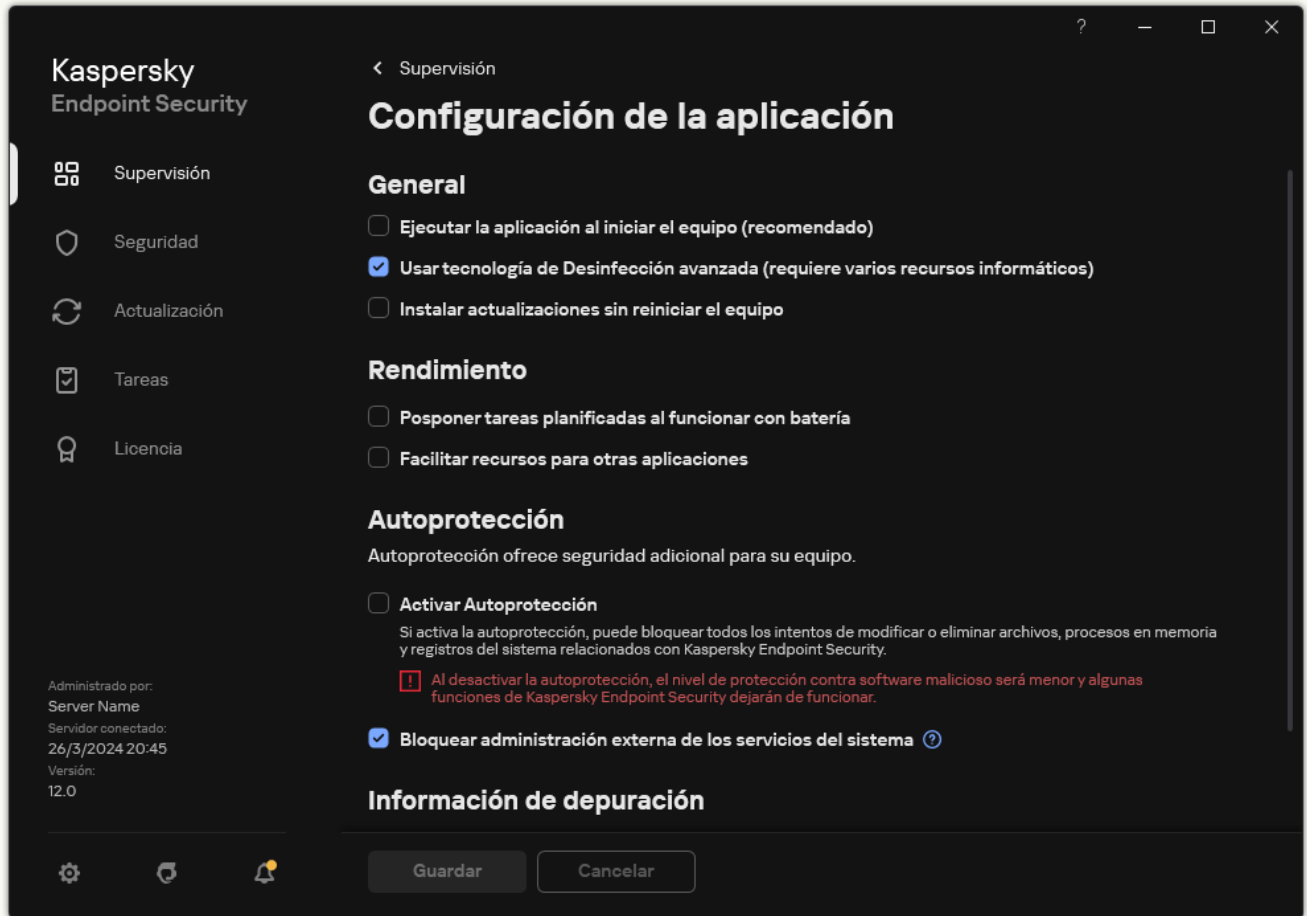 Kaspersky
Endpoint Security
Supervisión
Seguridad
Actualización
Tareas
Licencia
Administrado por:
Server Name
Servidor conectado:
26/3/2024 20:45
Versión:
12.0
?
Supervisión
Configuración de la aplicación
General
Ejecutar la aplicación al iniciar el equipo (recomendado)
Usar tecnología de Desinfección avanzada (requiere varios recursos informáticos)
Instalar actualizaciones sin reiniciar el equipo
Rendimiento
Posponer tareas planificadas al funcionar con batería
Facilitar recursos para otras aplicaciones
Autoprotección
Autoprotección ofrece seguridad adicional para su equipo.
Activar Autoprotección
Si activa la autoprotección, puede bloquear todos los intentos de modificar o eliminar archivos, procesos en memoria
y registros del sistema relacionados con Kaspersky Endpoint Security.
! Al desactivar la autoprotección, el nivel de protección contra software malicioso será menor y algunas
funciones de Kaspersky Endpoint Security dejarán de funcionar.
Bloquear administración externa de los servicios del sistema ?
Información de depuración
Guardar
Cancelar